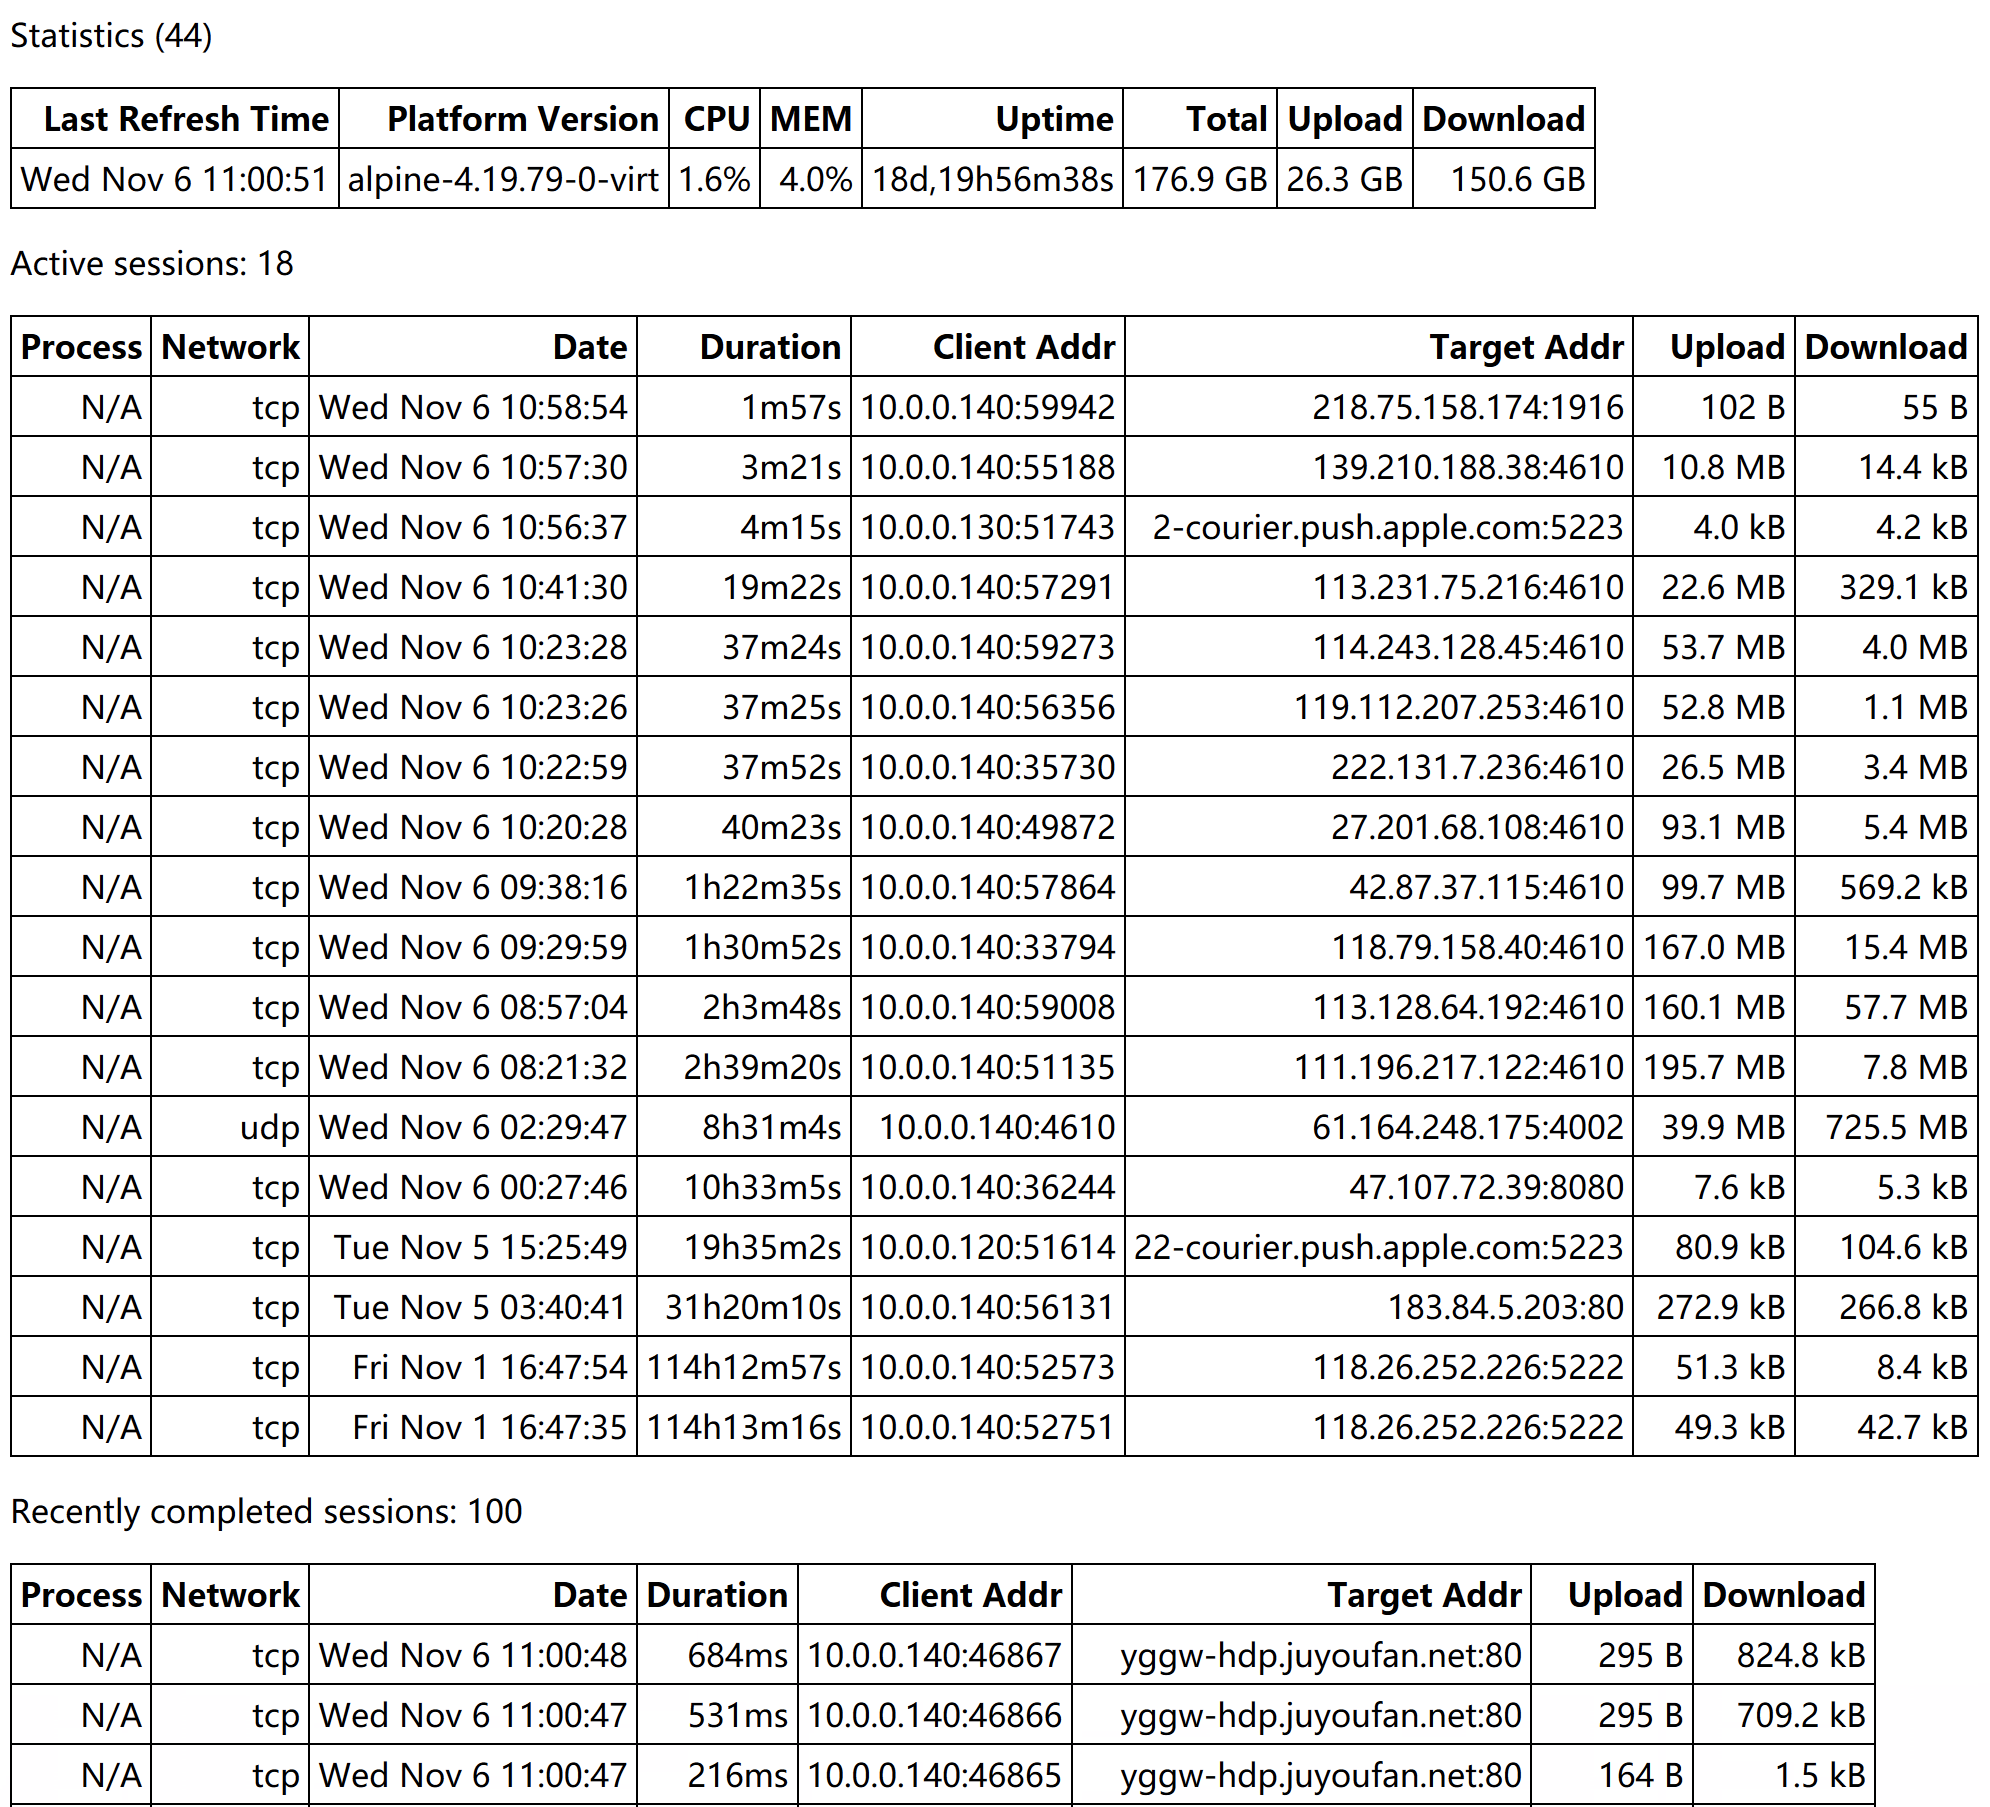 Statistics (44)
Last Refresh Time Platform Version CPU MEM Uptime Total Upload Download
Wed Nov 6 11:00:51 alpine-4.19.79-0-virt 1.6% 4.0% 18d,19h56m38s 176.9 GB 26.3 GB 150.6 GB
Active sessions: 18
Process Network Date Duration Client Addr Target Addr Upload Download
N/A tcp Wed Nov 6 10:58:54 1m57s 10.0.0.140:59942 218.75.158.174:1916 102 B 55 B
N/A tcp Wed Nov 6 10:57:30 3m21s 10.0.0.140:55188 139.210.188.38:4610 10.8 MB 14.4 kB
N/A tcp Wed Nov 6 10:56:37 4m15s 10.0.0.130:51743 2-courier.push.apple.com:5223 4.0 kB 4.2 kB
N/A tcp Wed Nov 6 10:41:30 19m22s 10.0.0.140:57291 113.231.75.216:4610 22.6 MB 329.1 kB
N/A tcp Wed Nov 6 10:23:28 37m24s 10.0.0.140:59273 114.243.128.45:4610 53.7 MB 4.0 MB
N/A tcp Wed Nov 6 10:23:26 37m25s 10.0.0.140:56356 119.112.207.253:4610 52.8 MB 1.1 MB
N/A tcp Wed Nov 6 10:22:59 37m52s 10.0.0.140:35730 222.131.7.236:4610 26.5 MB 3.4 MB
N/A tcp Wed Nov 6 10:20:28 40m23s 10.0.0.140:49872 27.201.68.108:4610 93.1 MB 5.4 MB
N/A tcp Wed Nov 6 09:38:16 1h22m35s 10.0.0.140:57864 42.87.37.115:4610 99.7 MB 569.2 kB
N/A tcp Wed Nov 6 09:29:59 1h30m52s 10.0.0.140:33794 118.79.158.40:4610 167.0 MB 15.4 MB
N/A tcp Wed Nov 6 08:57:04 2h3m48s 10.0.0.140:59008 113.128.64.192:4610 160.1 MB 57.7 MB
N/A tcp Wed Nov 6 08:21:32 2h39m20s 10.0.0.140:51135 111.196.217.122:4610 195.7 MB 7.8 MB
N/A udp Wed Nov 6 02:29:47 8h31m4s 10.0.0.140:4610 61.164.248.175:4002 39.9 MB 725.5 MB
N/A tcp Wed Nov 6 00:27:46 10h33m5s 10.0.0.140:36244 47.107.72.39:8080 7.6 kB 5.3 kB
N/A tcp Tue Nov 5 15:25:49 19h35m2s 10.0.0.120:51614 22-courier.push.apple.com:5223 80.9 kB 104.6 kB
N/A tcp Tue Nov 5 03:40:41 31h20m10s 10.0.0.140:56131 183.84.5.203:80 272.9 kB 266.8 kB
N/A tcp Fri Nov 1 16:47:54 114h12m57s 10.0.0.140:52573 118.26.252.226:5222 51.3 kB 8.4 kB
N/A tcp Fri Nov 1 16:47:35 114h13m16s 10.0.0.140:52751 118.26.252.226:5222 49.3 kB 42.7 kB
Recently completed sessions: 100
Process Network Date Duration Client Addr Target Addr Upload Download
N/A tcp Wed Nov 6 11:00:48 684ms 10.0.0.140:46867 yggw-hdp.juyoufan.net:80 295 B 824.8 kB
N/A tcp Wed Nov 6 11:00:47 531ms 10.0.0.140:46866 yggw-hdp.juyoufan.net:80 295 B 709.2 kB
N/A tcp Wed Nov 6 11:00:47 216ms 10.0.0.140:46865 yggw-hdp.juyoufan.net:80 164 B 1.5 kB